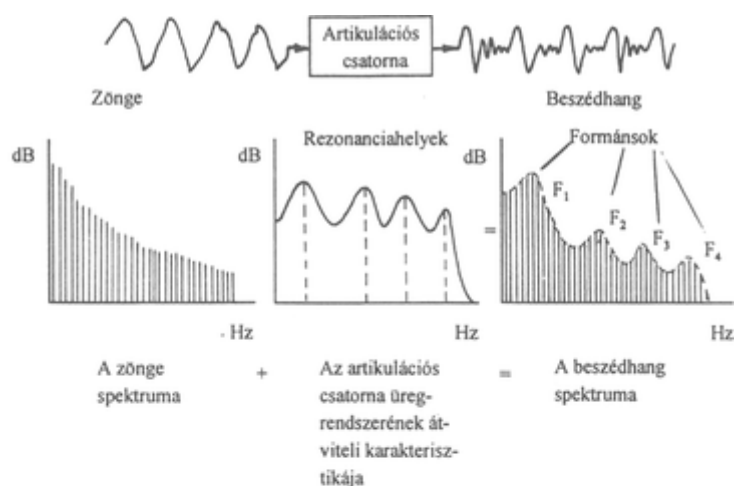 Artikulációs
csatorna
Zönge
Beszédhang
dB
Hz
Rezonanciahelyek
dB
Hz
Formánsok
dB
F1
F2
F3
F4
Hz
=
A zönge
spektruma
+
Az artikulációs
csatorna üreg-
rendszerének át-
viteli karakterisz-
tikája
=
A beszédhang
spektruma